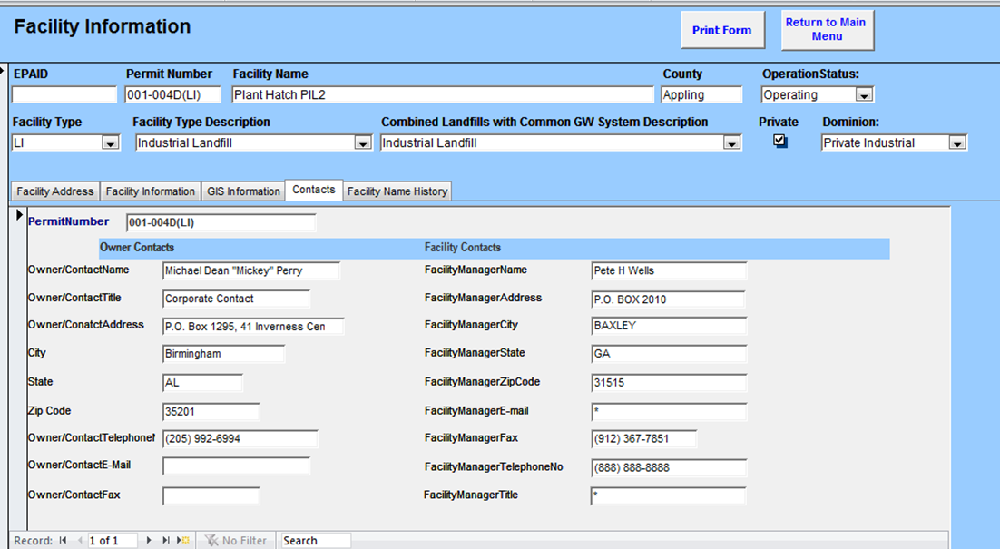 Facility Information
Print Form
Return to Main
Menu
EPAID Permit Number Facility Name County OperationStatus:
001-004D(LI) Plant Hatch PIL2 Appling Operating
Facility Type Facility Type Description Combined Landfills with Common GW System Description Private Dominion:
LI Industrial Landfill Industrial Landfill Private Industrial
Facility Address Facility Information GIS Information Contacts Facility Name History
PermitNumber 001-004D(LI)
Owner Contacts Facility Contacts
Owner/ContactName Michael Dean "Mickey" Perry FacilityManagerName Pete H Wells
Owner/ContactTitle Corporate Contact FacilityManagerAddress P.O. BOX 2010
Owner/ConatctAddress P.O. Box 1295, 41 Inverness Cen FacilityManagerCity BAXLEY
City Birmingham FacilityManagerState GA
State AL FacilityManagerZipCode 31515
Zip Code 35201 FacilityManagerE-mail *
Owner/ContactTelephoneN (205) 992-6994 FacilityManagerFax (912) 367-7851
Owner/ContactE-Mail FacilityManagerTelephoneNo (888) 888-8888
Owner/ContactFax FacilityManagerTitle *
Record: 1 of 1 No Filter Search